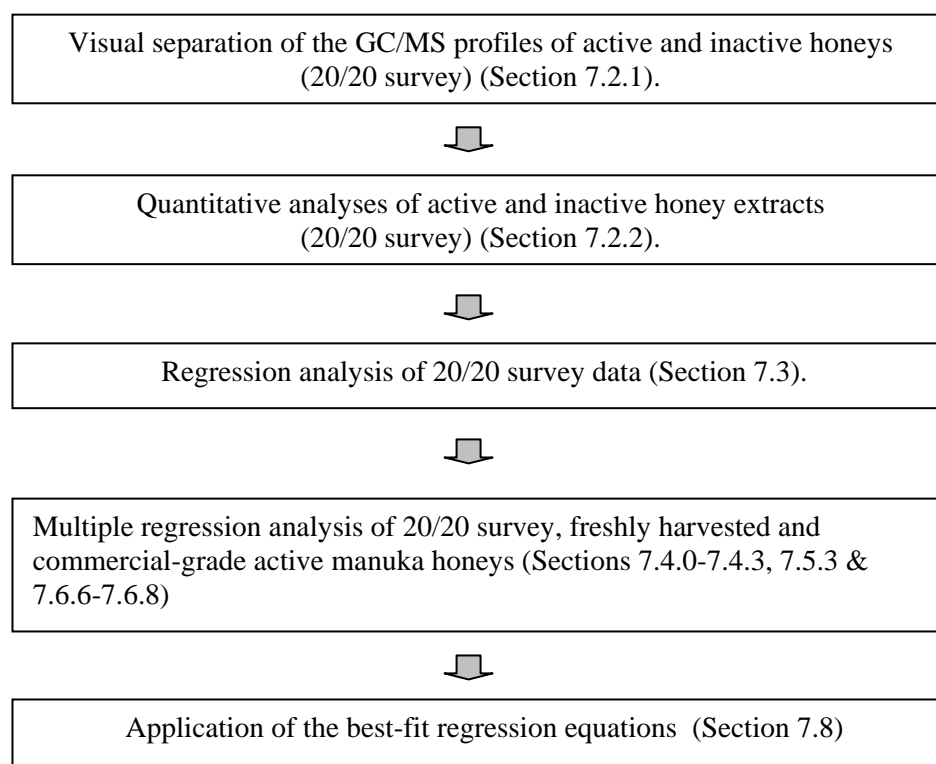 Visual separation of the GC/MS profiles of active and inactive honeys
(20/20 survey) (Section 7.2.1).
Quantitative analyses of active and inactive honey extracts
(20/20 survey) (Section 7.2.2).
Regression analysis of 20/20 survey data (Section 7.3).
Multiple regression analysis of 20/20 survey, freshly harvested and
commercial-grade active manuka honeys (Sections 7.4.0-7.4.3, 7.5.3 &
7.6.6-7.6.8)
Application of the best-fit regression equations (Section 7.8)